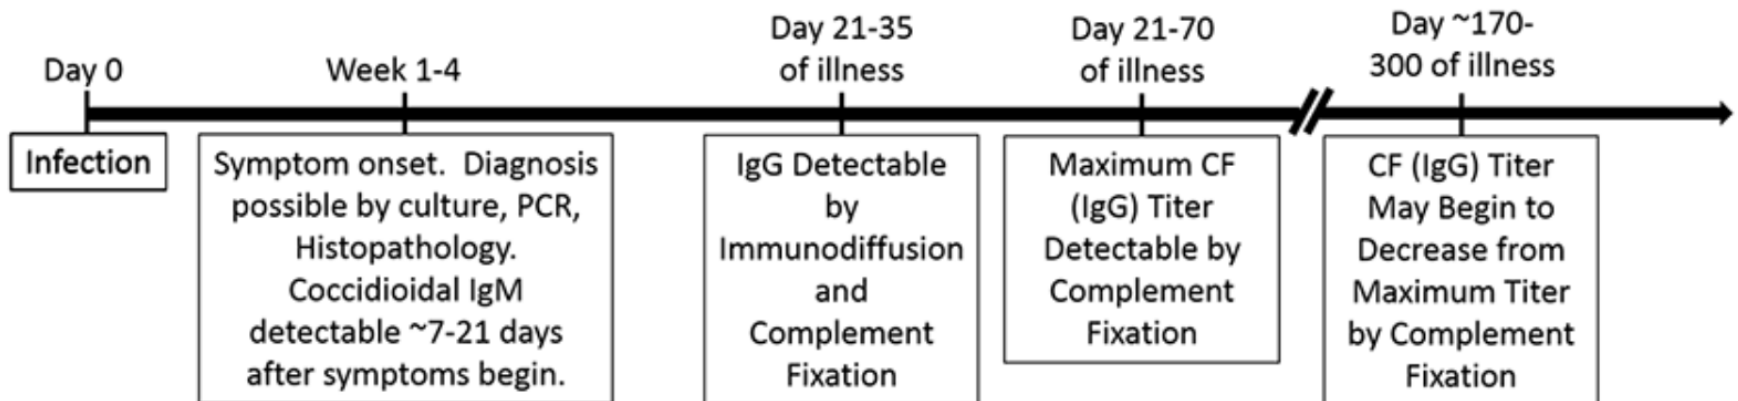 Day 0
Infection
Week 1-4
Symptom onset.  Diagnosis
possible by culture, PCR,
Histopathology.
Coccidioidal IgM
detectable ~7-21 days
after symptoms begin.
Day 21-35
of illness
IgG Detectable
by
Immunodiffusion
and
Complement
Fixation
Day 21-70
of illness
Maximum CF
(IgG) Titer
Detectable by
Complement
Fixation
Day ~170-
300 of illness
CF (IgG) Titer
May Begin to
Decrease from
Maximum Titer
by Complement
Fixation